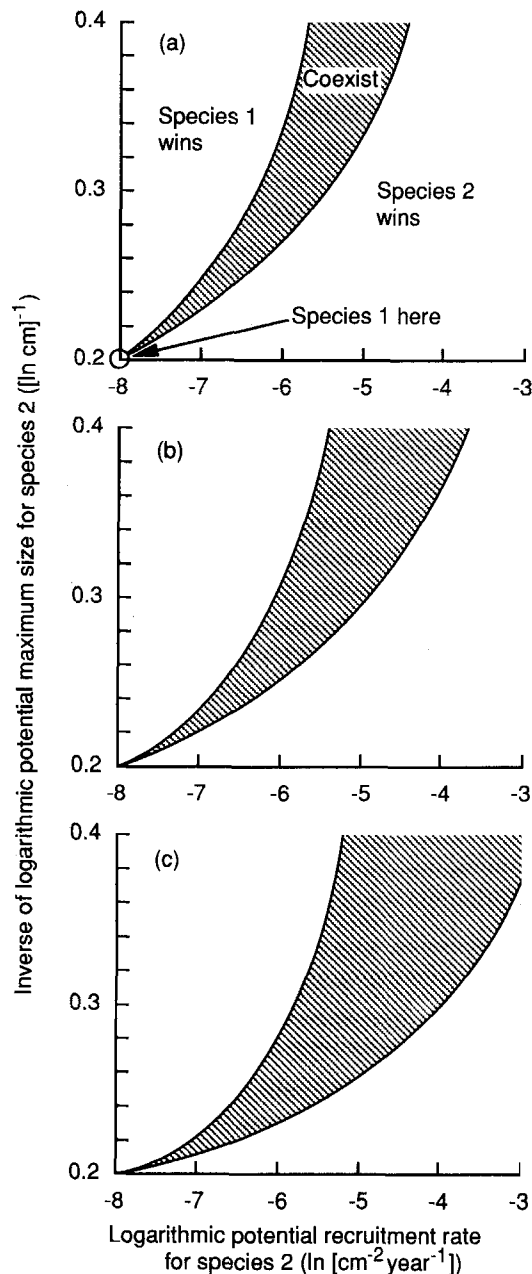 0.4
(a)
Coexist
Species 1
wins
0.3
Species 2
wins
Species 1 here
0.2
-8 -7 -6 -5 -4 -3
0.4
(b)
0.3
0.2
-8 -7 -6 -5 -4 -3
0.4
(c)
0.3
0.2
-8 -7 -6 -5 -4 -3
Inverse of logarithmic potential maximum size for species 2 ([ln cm]-1)
Logarithmic potential recruitment rate
for species 2 (ln [cm-2 year-1])